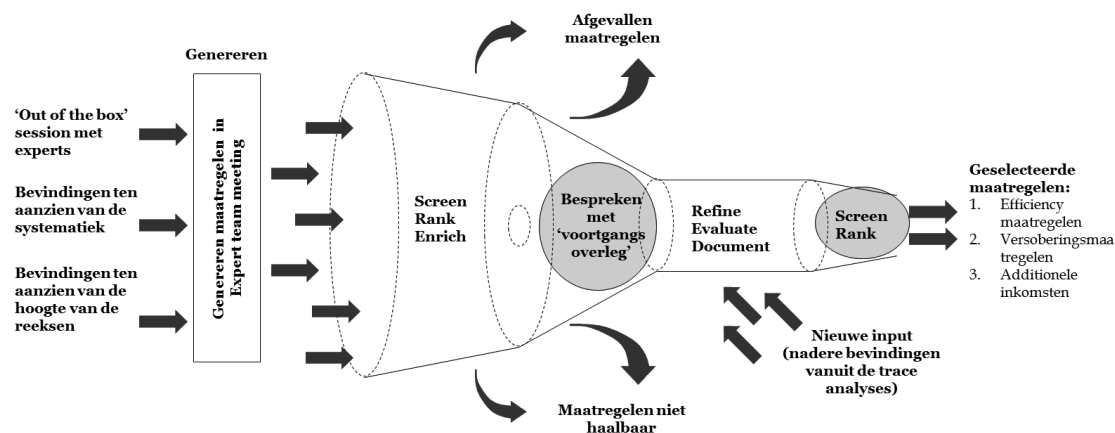 Genereren
‘Out of the box’
session met
experts
Bevindingen ten
aanzien van de
systematiek
Bevindingen ten
aanzien van de
hoogte van de
reeksen
Genereren maatregelen in
Expert team meeting
Afgevallen
maatregelen
Screen
Rank
Enrich
Bespreken
met
‘voortgangs
overleg’
Maatregelen niet
haalbaar
Refine
Evaluate
Document
Nieuwe input
(nadere bevindingen
vanuit de trace
analyses)
Screen
Rank
Geselecteerde
maatregelen:
1. Efficiency
maatregelen
2. Versoberingsmaa
tregelen
3. Additionele
inkomsten